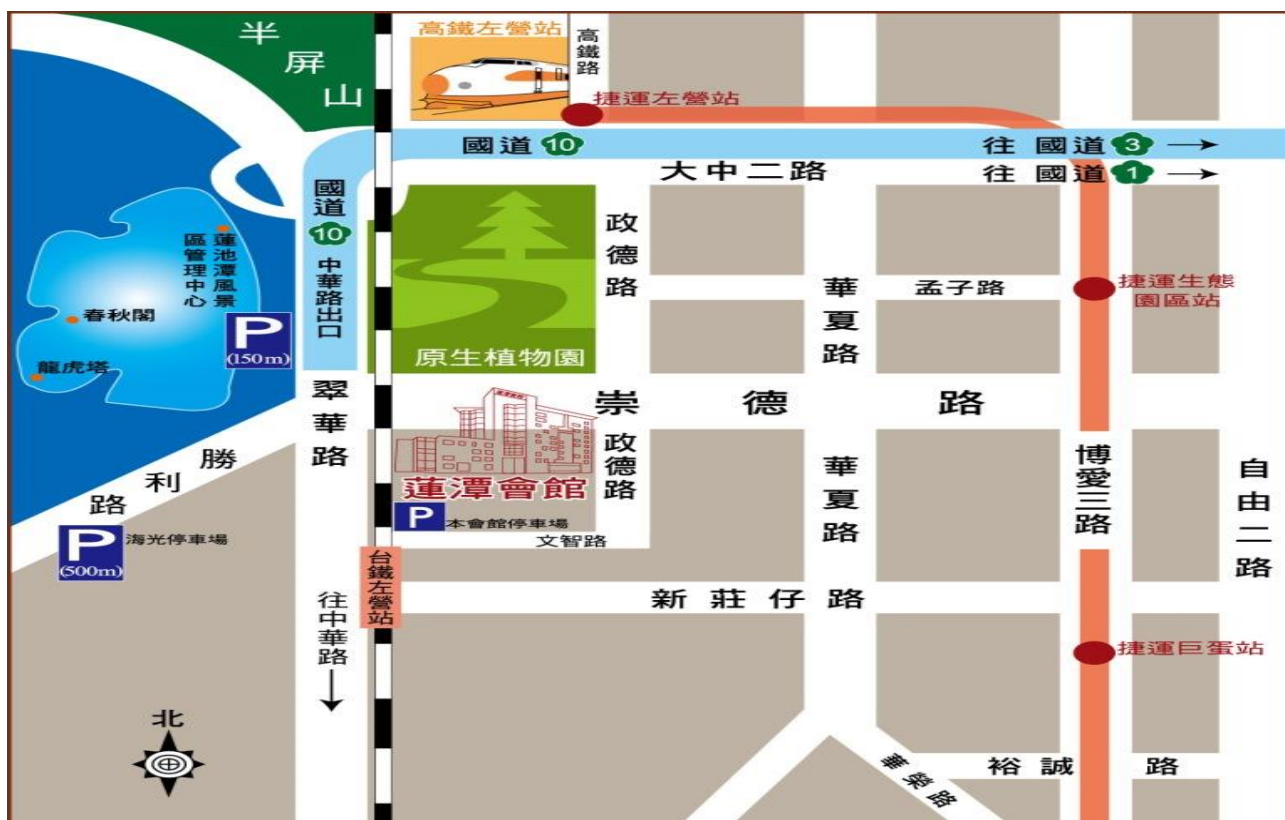 半屏山
高鐵左營站
高鐵路
捷運左營站
國道 10
往 國道 3 →
大中二路
往 國道 1 →
國道 10 中華路出口
蓮池潭風景
區管理中心
春秋閣
龍虎塔
P
(150m)
原生植物園
政德路
華夏路
孟子路
捷運生態
園區站
翠華路
崇德路
勝利路
蓮潭會館
蓮潭會館
P 本會館停車場
政德路
文智路
華夏路
博愛三路
自由二路
P
(500m)
海光停車場
台鐵左營站
往中華路
新莊仔路
捷運巨蛋站
北
華榮路
裕誠路